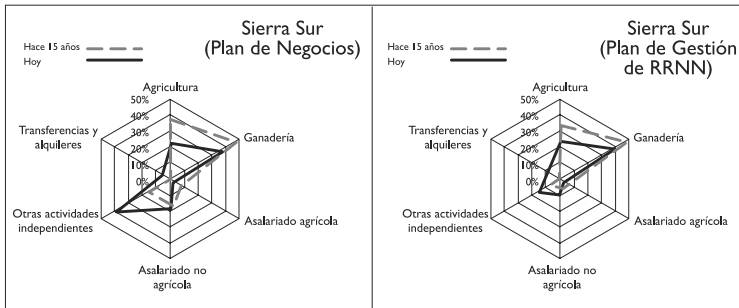 Sierra Sur
(Plan de Negocios)
Hace 15 años
Hoy
Agricultura
50%
40%
30%
20%
10%
0%
Transferencias y
alquileres
Ganadería
Otras actividades
independientes
Asalariado agrícola
Asalariado no
agrícola
Sierra Sur
(Plan de Gestión
de RRNN)
Hace 15 años
Hoy
Agricultura
50%
40%
30%
20%
10%
0%
Transferencias y
alquileres
Ganadería
Otras actividades
independientes
Asalariado agrícola
Asalariado no
agrícola